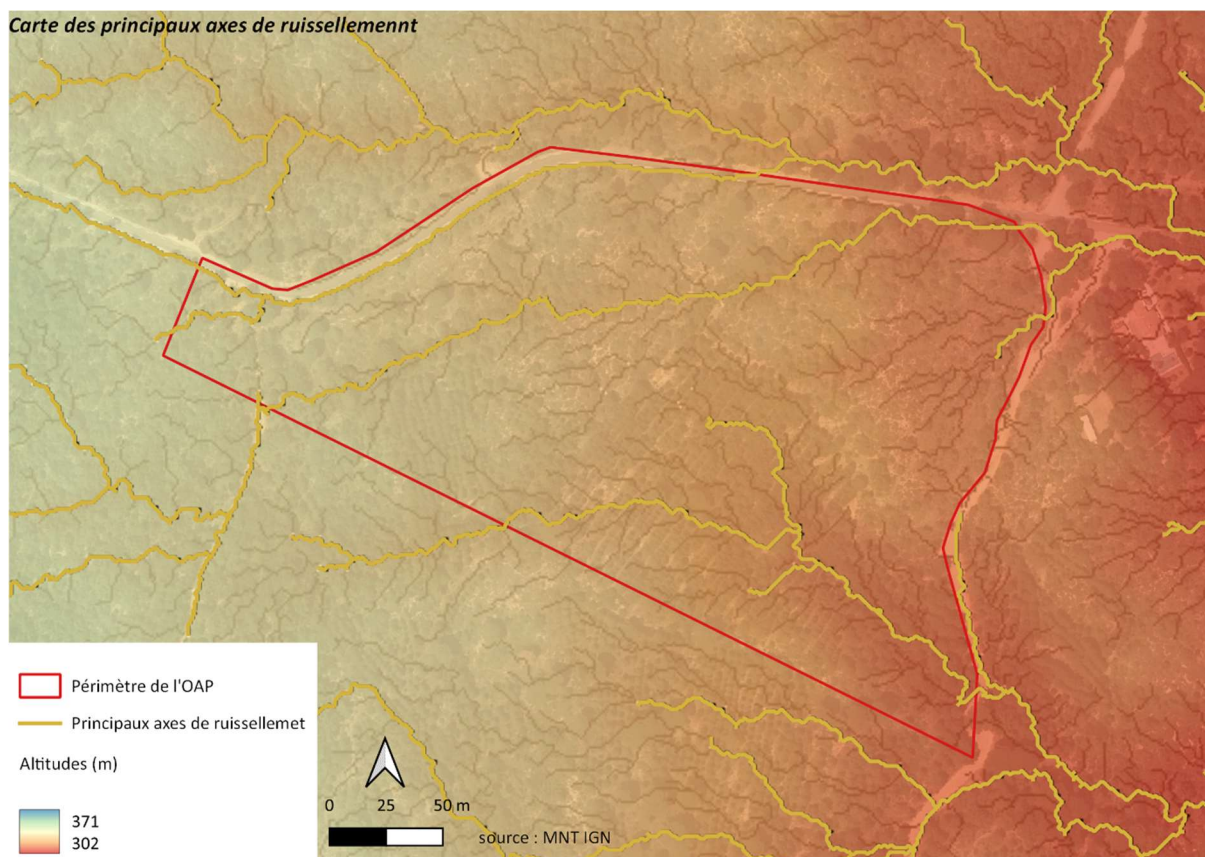 Carte des principaux axes de ruissellemennt
Périmètre de l'OAP
Principaux axes de ruissellemet
Altitudes (m)
371
302
0 25 50 m
source : MNT IGN